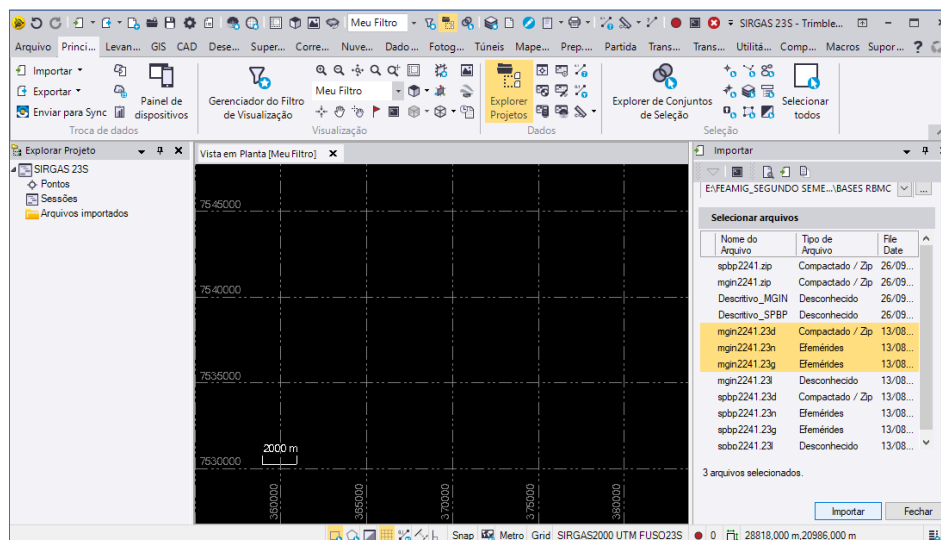 Meu Filtro
SIRGAS 23S - Trimble...
Arquivo Princi... Levan... GIS CAD Dese... Super... Corre... Nuve... Dado... Fotog... Túneis Mape... Prep.... Partida Trans... Trans... Utilitá... Comp... Macros Supor... ?
Importar
Exportar
Enviar para Sync
Painel de
dispositivos
Troca de dados
Gerenciador do Filtro
de Visualização
Meu Filtro
Visualização
Explorer
Projetos
Dados
Explorer de Conjuntos
de Seleção
Selecionar
todos
Seleção
Explorar Projeto
SIRGAS 23S
Pontos
Sessões
Arquivos importados
Vista em Planta [Meu Filtro]
7545000
7540000
7535000
7530000
2000 m
360000
365000
370000
375000
380000
Importar
E:\FEAMIG_SEGUNDO SEME...\BASES RBMC
...
Selecionar arquivos
Nome do Arquivo Tipo de Arquivo File Date
spbp2241.zip Compactado / Zip 26/09...
mgin2241.zip Compactado / Zip 26/09...
Descritivo_MGIN Desconhecido 26/09...
Descritivo_SPBP Desconhecido 26/09...
mgin2241.23d Compactado / Zip 13/08...
mgin2241.23n Efemérides 13/08...
mgin2241.23g Efemérides 13/08...
mgin2241.23l Desconhecido 13/08...
spbp2241.23d Compactado / Zip 13/08...
spbp2241.23n Efemérides 13/08...
spbp2241.23g Efemérides 13/08...
spbp2241.23l Desconhecido 13/08...
3 arquivos selecionados.
Importar Fechar
Snap Metro Grid SIRGAS2000 UTM FUSO23S 0 28818,000 m,20986,000 m